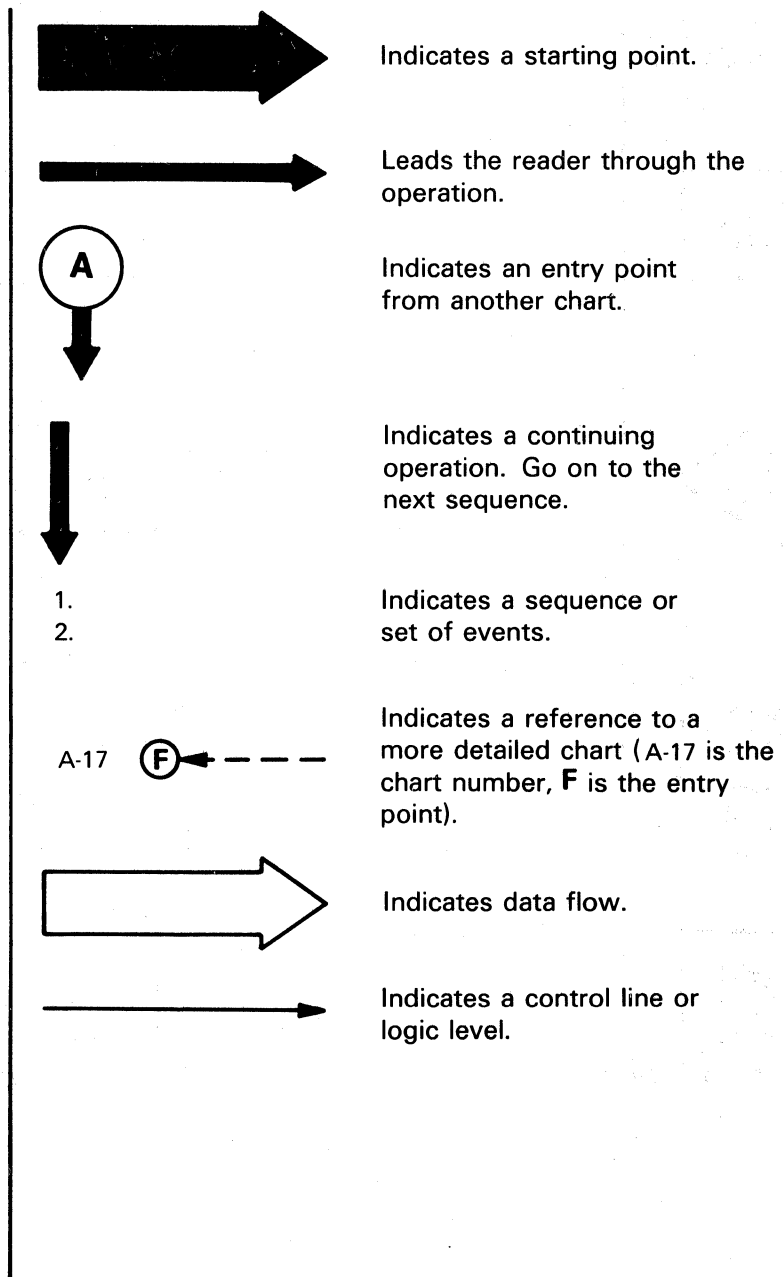 Indicates a starting point.
Leads the reader through the
operation.
A
Indicates an entry point
from another chart.
Indicates a continuing
operation. Go on to the
next sequence.
1.
2.
Indicates a sequence or
set of events.
A-17 F
Indicates a reference to a
more detailed chart (A-17 is the
chart number, F is the entry
point).
Indicates data flow.
Indicates a control line or
logic level.